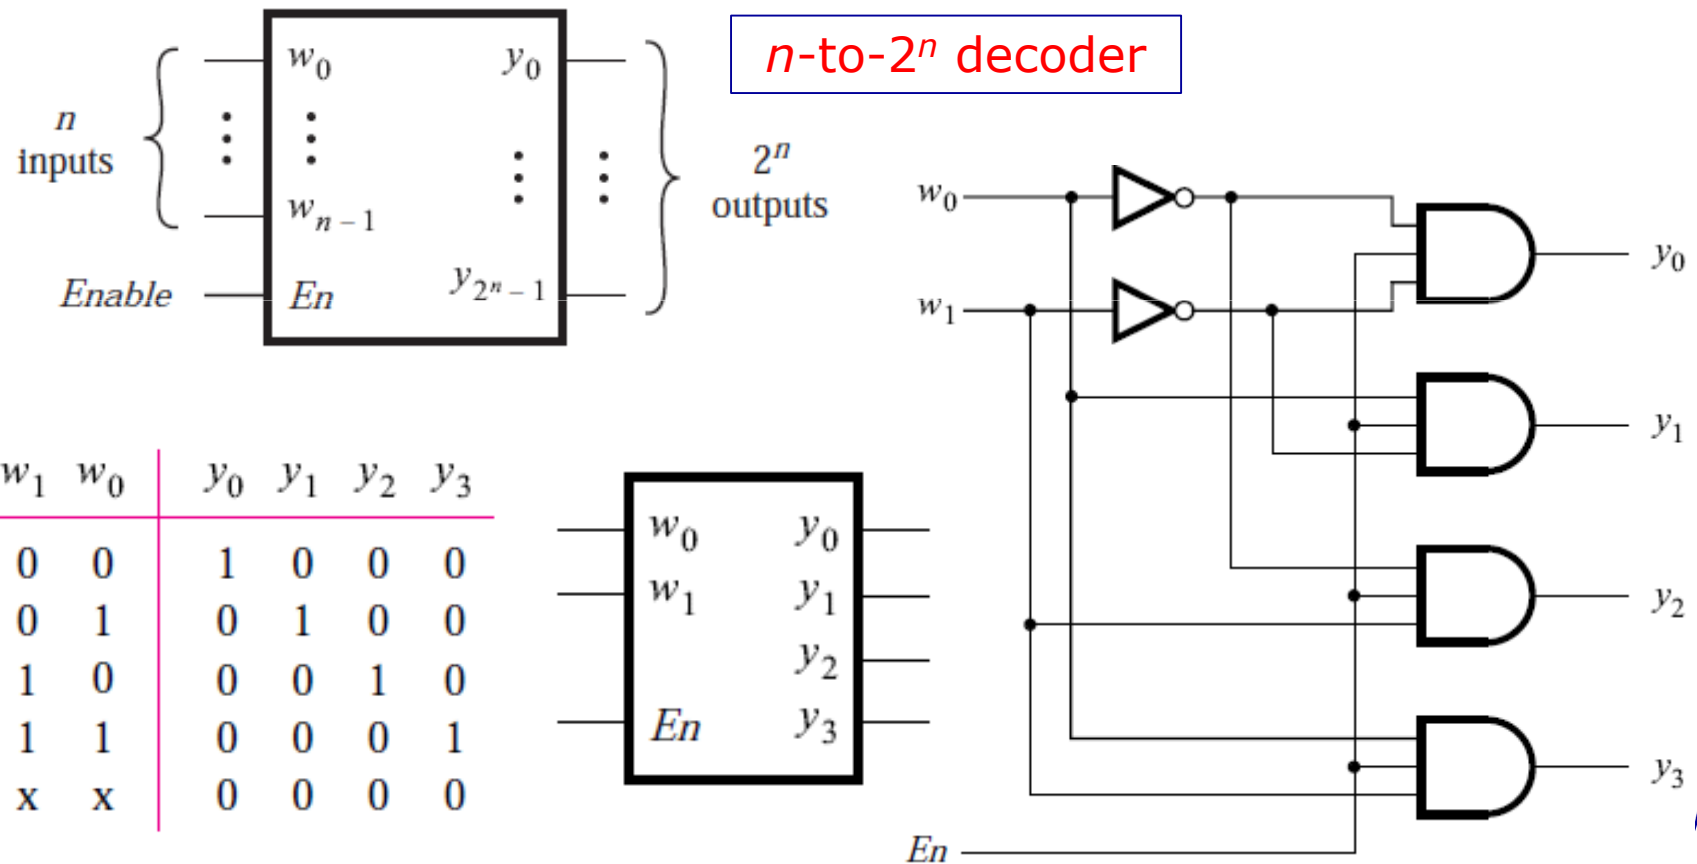 n-to-2ⁿ decoder
n
inputs
w₀
y₀
wₙ₋₁
y₂ⁿ₋₁
Enable
En
2ⁿ
outputs
w₁ w₀ y₀ y₁ y₂ y₃
0 0 1 0 0 0
0 1 0 1 0 0
1 0 0 0 1 0
1 1 0 0 0 1
x x 0 0 0 0
w₀ y₀
w₁ y₁
y₂
En y₃
w₀
y₀
w₁
y₁
y₂
y₃
En